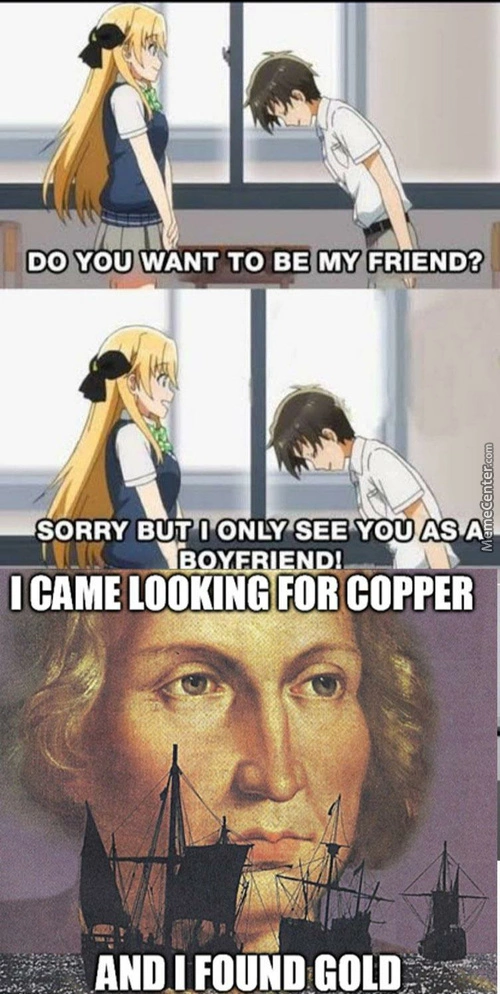 DO YOU WANT TO BE MY FRIEND?
SORRY BUT I ONLY SEE YOU AS A
BOYFRIEND!
MemeCenter.com
I CAME LOOKING FOR COPPER
AND I FOUND GOLD